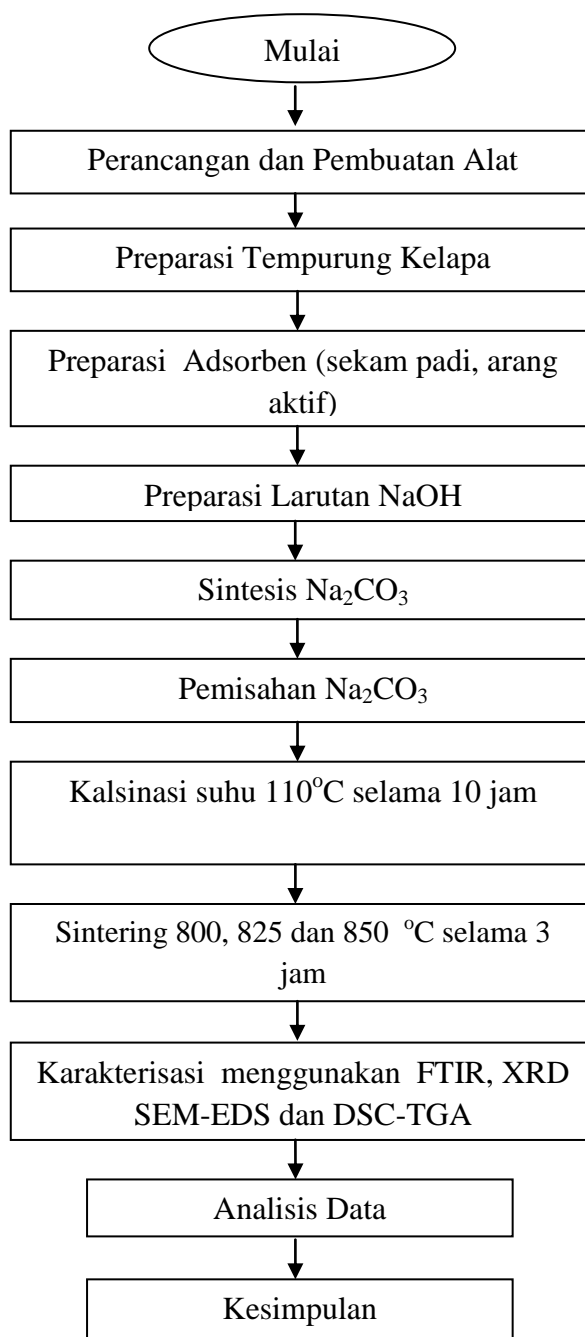 Mulai
Perancangan dan Pembuatan Alat
Preparasi Tempurung Kelapa
Preparasi Adsorben (sekam padi, arang
aktif)
Preparasi Larutan NaOH
Sintesis Na₂CO₃
Pemisahan Na₂CO₃
Kalsinasi suhu 110°C selama 10 jam
Sintering 800, 825 dan 850 °C selama 3
jam
Karakterisasi menggunakan FTIR, XRD
SEM-EDS dan DSC-TGA
Analisis Data
Kesimpulan